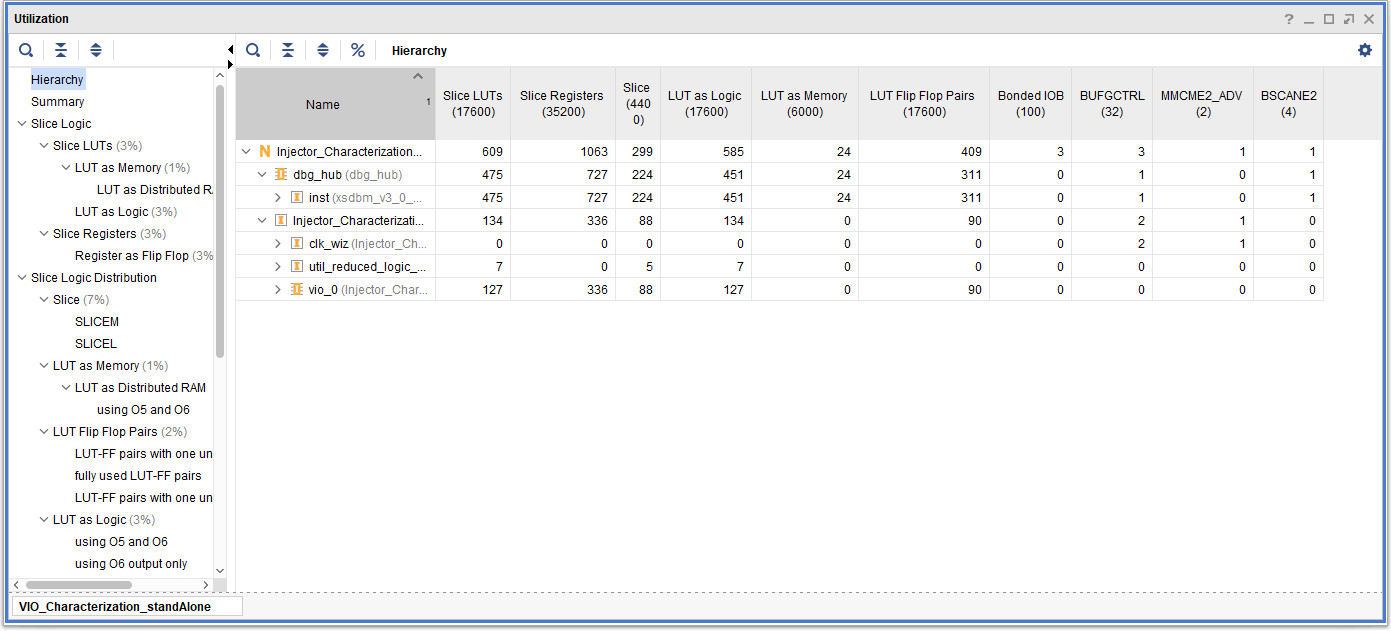 Utilization
?
Hierarchy
Summary
Slice Logic
Slice LUTs (3%)
LUT as Memory (1%)
LUT as Distributed R.
LUT as Logic (3%)
Slice Registers (3%)
Register as Flip Flop (3%
Slice Logic Distribution
Slice (7%)
SLICEM
SLICEL
LUT as Memory (1%)
LUT as Distributed RAM
using O5 and O6
LUT Flip Flop Pairs (2%)
LUT-FF pairs with one un
fully used LUT-FF pairs
LUT-FF pairs with one un
LUT as Logic (3%)
using O5 and O6
using O6 output only
% Hierarchy
Name 1 Slice LUTs (17600) Slice Registers (35200) Slice (440 0) LUT as Logic (17600) LUT as Memory (6000) LUT Flip Flop Pairs (17600) Bonded IOB (100) BUFGCTRL (32) MMCME2_ADV (2) BSCANE2 (4)
N Injector_Characterization... 609 1063 299 585 24 409 3 3 1 1
dbg_hub (dbg_hub) 475 727 224 451 24 311 0 1 0 1
inst (xsdbm_v3_0_... 475 727 224 451 24 311 0 1 0 1
Injector_Characterizati... 134 336 88 134 0 90 0 2 1 0
clk_wiz (Injector_Ch... 0 0 0 0 0 0 0 2 1 0
util_reduced_logic_... 7 0 5 7 0 0 0 0 0 0
vio_0 (Injector_Char... 127 336 88 127 0 90 0 0 0 0
VIO_Characterization_standAlone